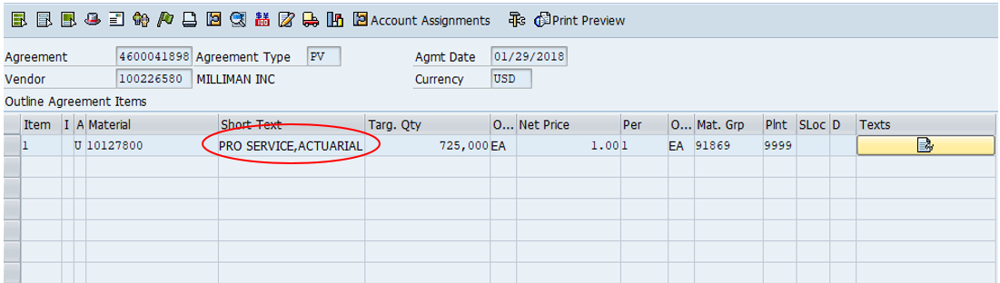 Account Assignments Print Preview
Agreement 4600041898 Agreement Type PV Agmt Date 01/29/2018
Vendor 100226580 MILLIMAN INC Currency USD
Outline Agreement Items
Item I A Material Short Text Targ. Qty O... Net Price Per O... Mat. Grp Plnt SLoc D Texts
1 U 10127800 PRO SERVICE,ACTUARIAL 725,000 EA 1.00 1 EA 91869 9999